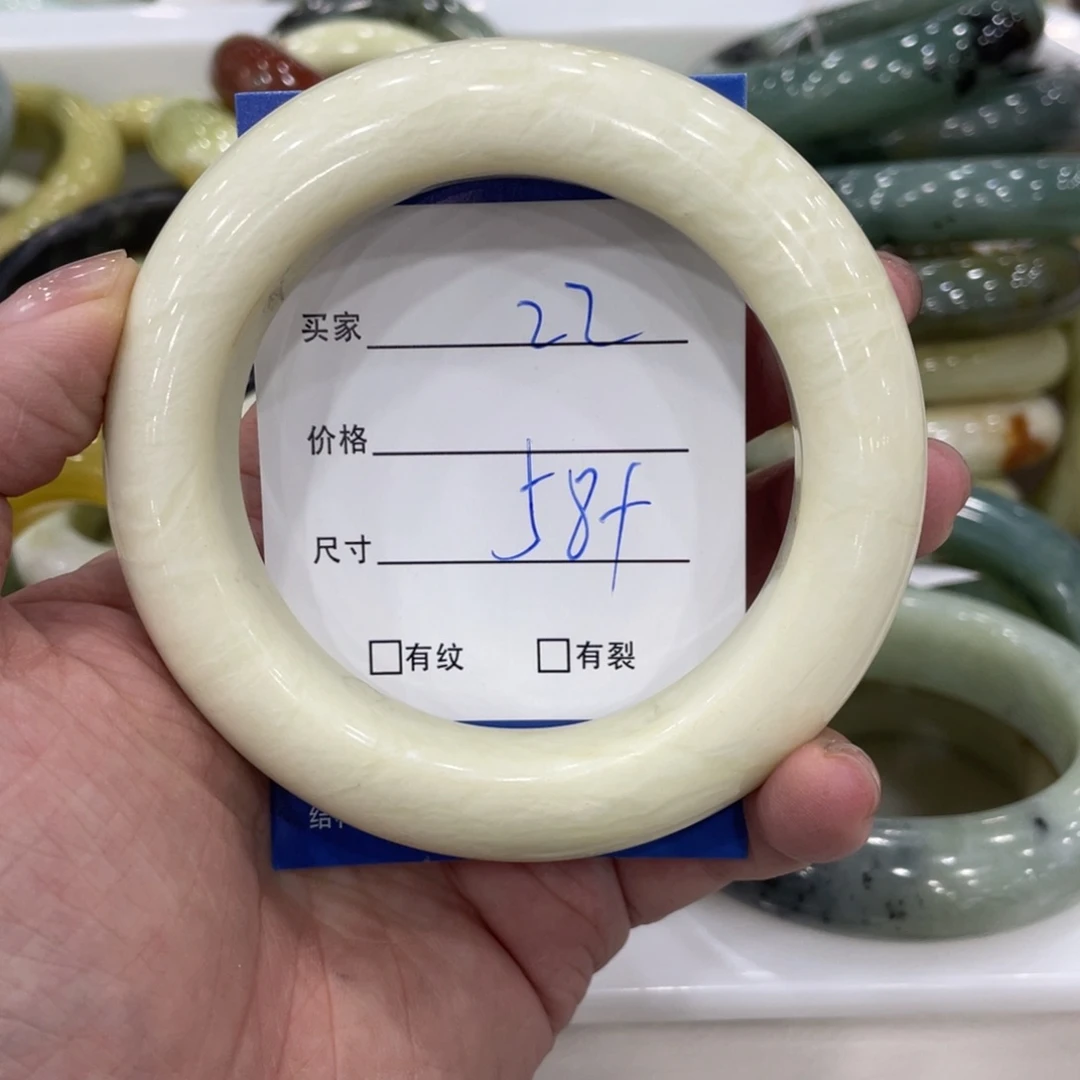 买家 22
价格
尺寸 58+
□有纹 □有裂